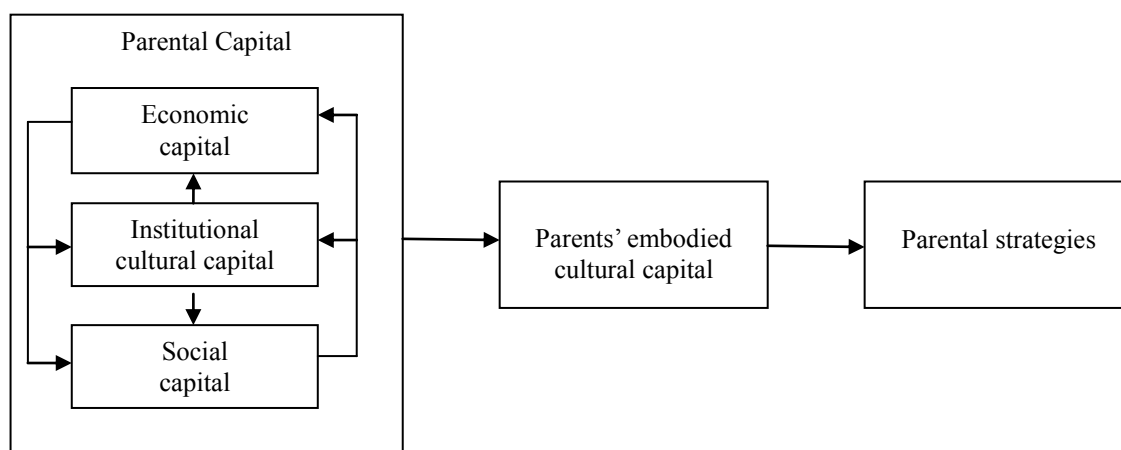 Parental Capital
Economic
capital
Institutional
cultural capital
Social
capital
Parents’ embodied
cultural capital
Parental strategies